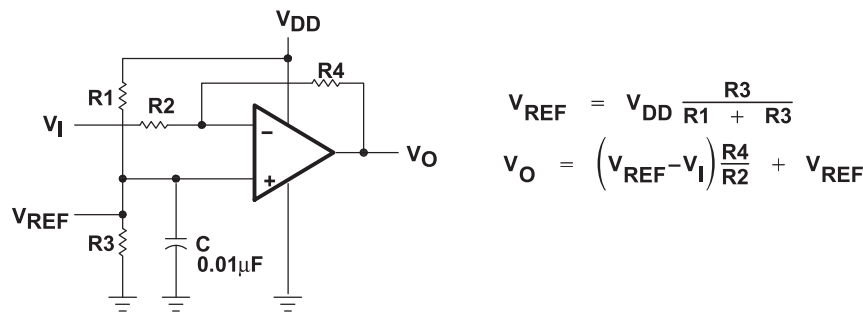 VDD
R4
R1
R2
VI
−
VO
+
VREF
R3
C
0.01μF
VREF = VDD R3 / R1 + R3
VO = (VREF−VI) R4 / R2 + VREF